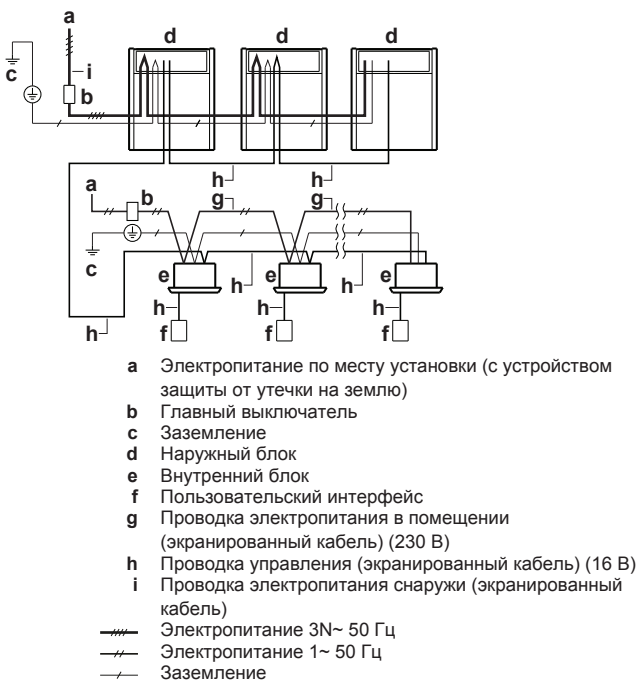 a
d
d
d
c
i
b
h
h
a
b
g
g
c
e
h
e
h
e
h
h
h
f
f
f
h
a Электропитание по месту установки (с устройством
защиты от утечки на землю)
b Главный выключатель
c Заземление
d Наружный блок
e Внутренний блок
f Пользовательский интерфейс
g Проводка электропитания в помещении
(экранированный кабель) (230 В)
h Проводка управления (экранированный кабель) (16 В)
i Проводка электропитания снаружи (экранированный
кабель)
Электропитание 3N~ 50 Гц
Электропитание 1~ 50 Гц
Заземление